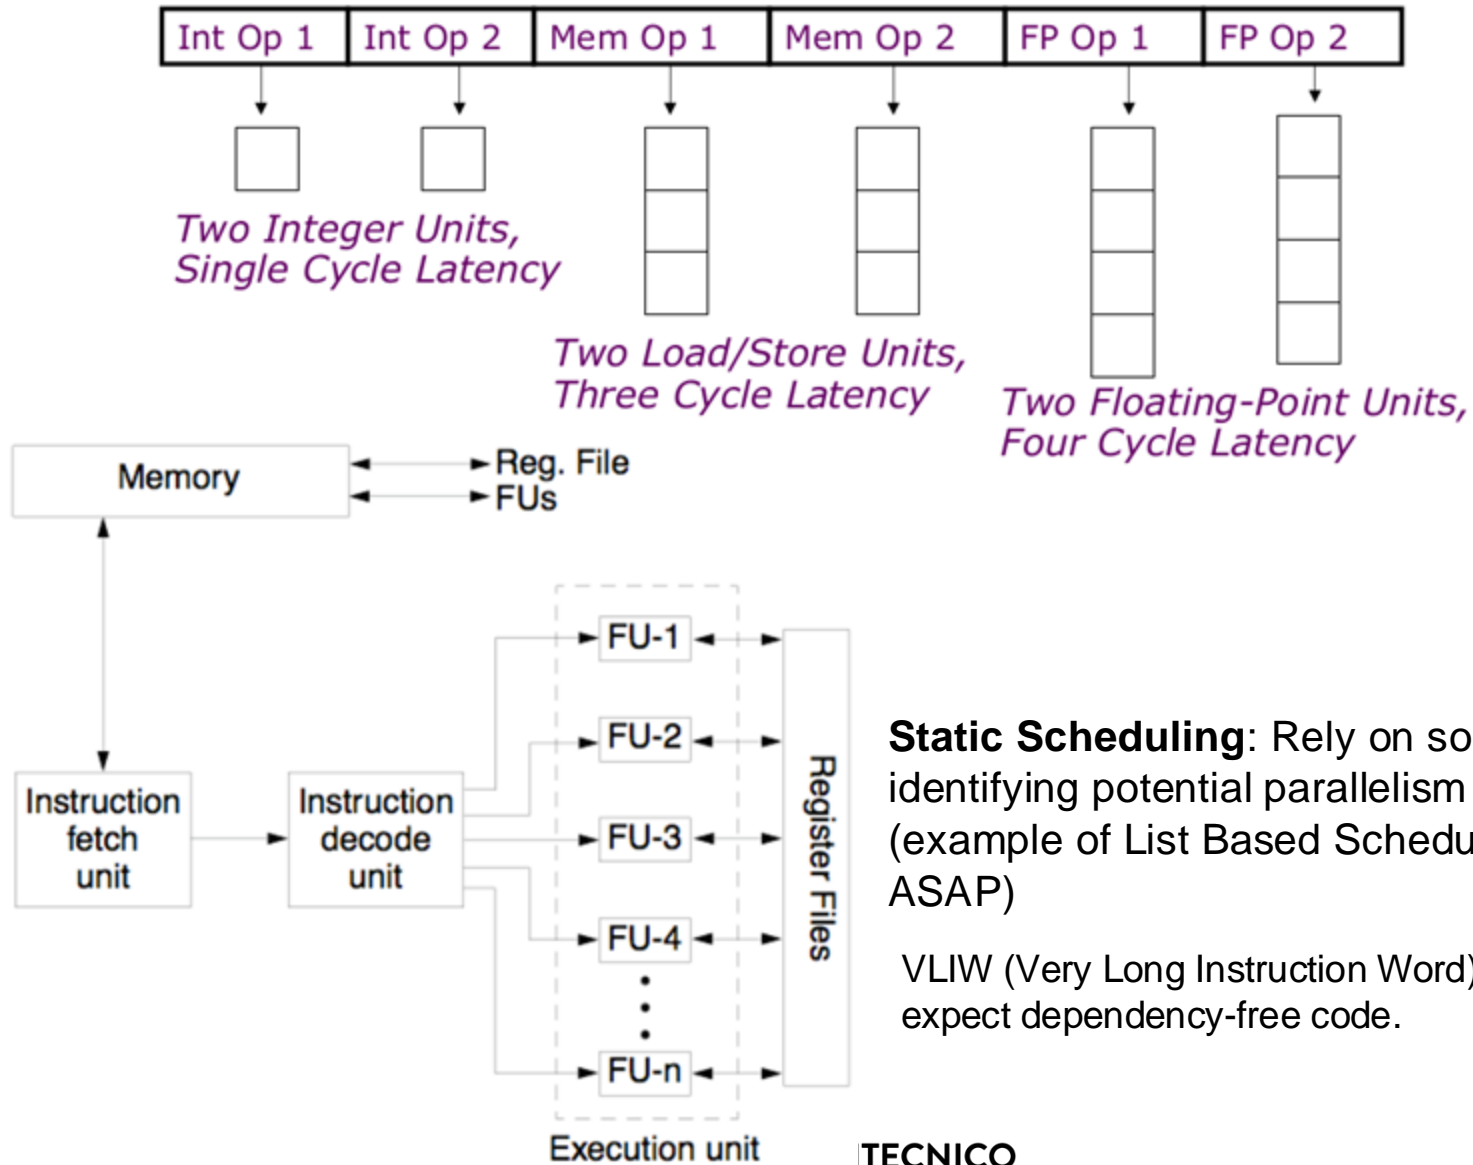 Int Op 1 Int Op 2 Mem Op 1 Mem Op 2 FP Op 1 FP Op 2
Two Integer Units,
Single Cycle Latency
Two Load/Store Units,
Three Cycle Latency
Two Floating-Point Units,
Four Cycle Latency
Memory
Reg. File
FUs
Instruction
fetch
unit
Instruction
decode
unit
FU-1
FU-2
FU-3
FU-4
FU-n
Execution unit
Register Files
Static Scheduling: Rely on so
identifying potential parallelism
(example of List Based Schedu
ASAP)
VLIW (Very Long Instruction Word)
expect dependency-free code.
TECNICO